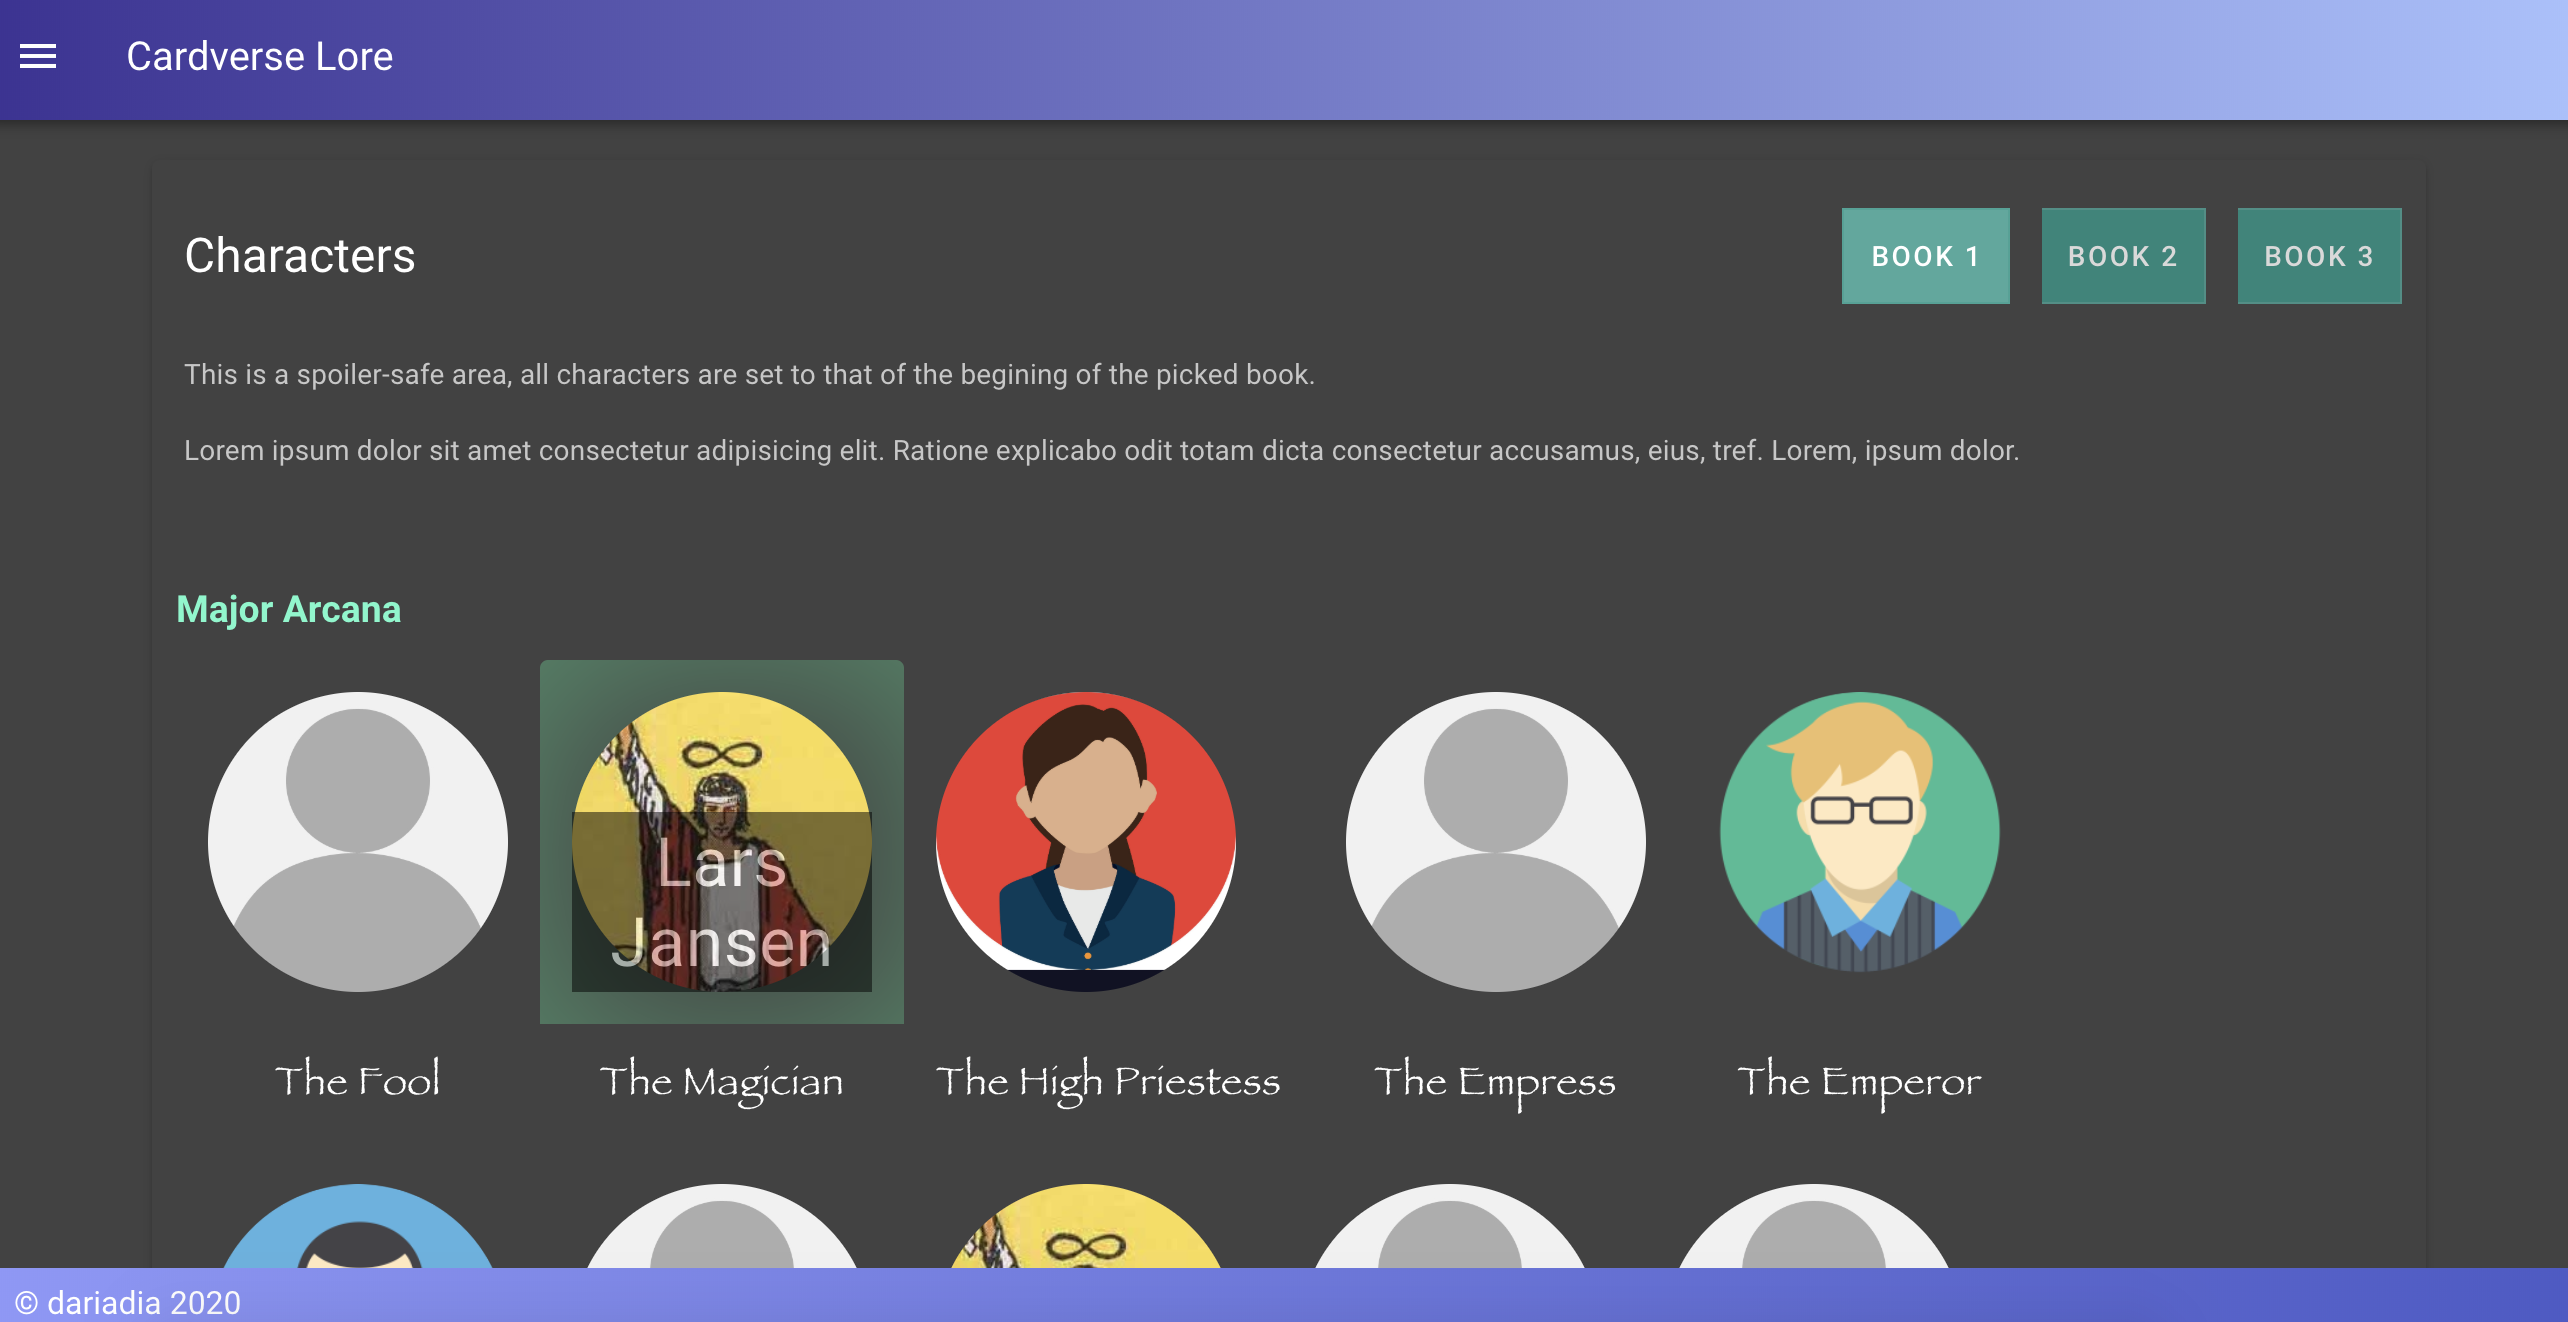 Cardverse Lore
Characters
BOOK 1
BOOK 2
BOOK 3
This is a spoiler-safe area, all characters are set to that of the begining of the picked book.
Lorem ipsum dolor sit amet consectetur adipisicing elit. Ratione explicabo odit totam dicta consectetur accusamus, eius, tref. Lorem, ipsum dolor.
Major Arcana
Lars
Jansen
The Fool
The Magician
The High Priestess
The Empress
The Emperor
© dariadia 2020